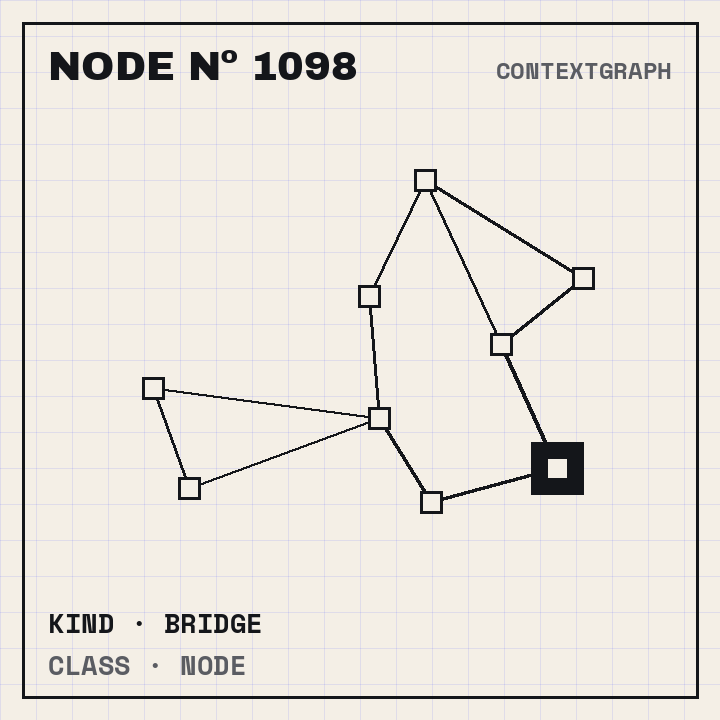 NODE Nº 1098
CONTEXTGRAPH
KIND · BRIDGE
CLASS · NODE